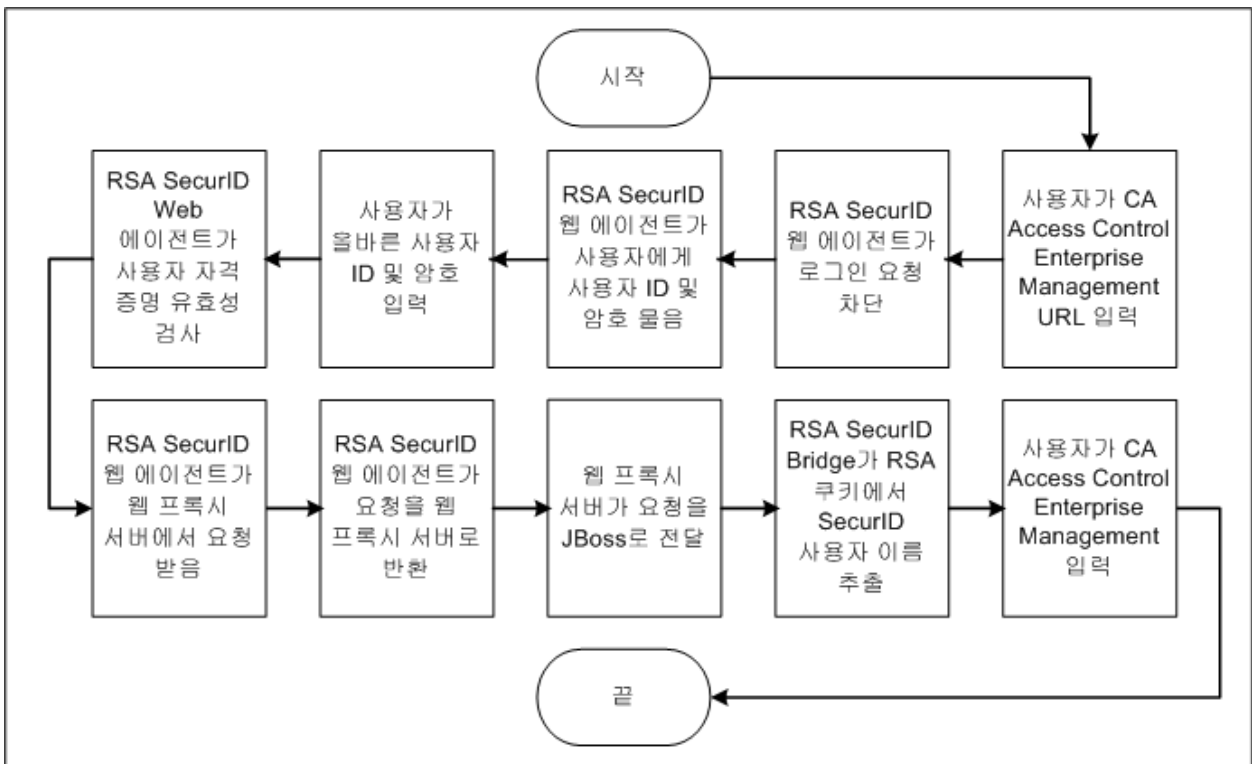 시작
사용자가 CA
Access Control
Enterprise
Management
URL 입력
RSA SecurID
웹 에이전트가
로그인 요청
차단
RSA SecurID
웹 에이전트가
사용자에게
사용자 ID 및
암호 물음
사용자가
올바른 사용자
ID 및 암호
입력
RSA SecurID
Web
에이전트가
사용자 자격
증명 유효성
검사
RSA SecurID
웹 에이전트가
웹 프록시
서버에서 요청
받음
RSA SecurID
웹 에이전트가
요청을 웹
프록시 서버로
반환
웹 프록시
서버가 요청을
JBoss로 전달
RSA SecurID
Bridge가 RSA
쿠키에서
SecurID
사용자 이름
추출
사용자가 CA
Access Control
Enterprise
Management
입력
끝